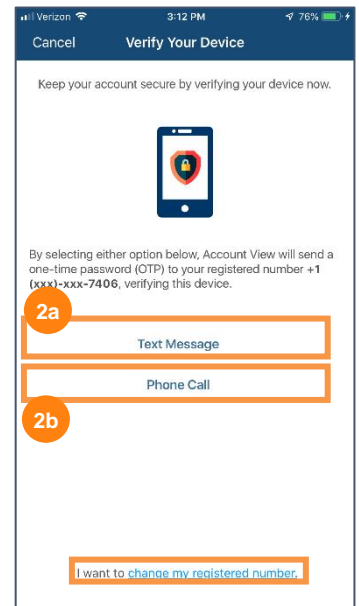 Verizon 3:12 PM 76%
Cancel Verify Your Device
Keep your account secure by verifying your device now.
By selecting either option below, Account View will send a
one-time password (OTP) to your registered number +1
(xxx)-xxx-7406, verifying this device.
2a
Text Message
Phone Call
2b
I want to change my registered number.